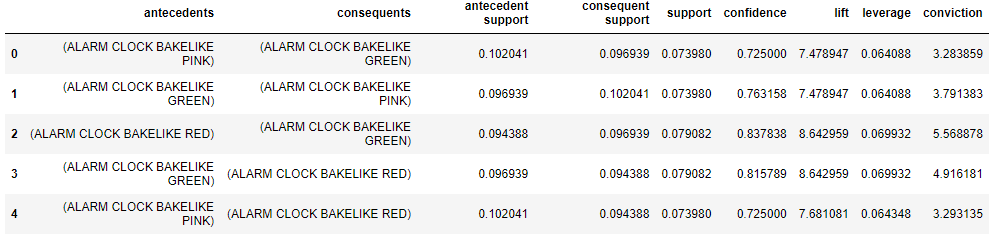 antecedents consequents antecedent support consequent support support confidence lift leverage conviction
0 (ALARM CLOCK BAKELIKE PINK) (ALARM CLOCK BAKELIKE GREEN) 0.102041 0.096939 0.073980 0.725000 7.478947 0.064088 3.283859
1 (ALARM CLOCK BAKELIKE GREEN) (ALARM CLOCK BAKELIKE PINK) 0.096939 0.102041 0.073980 0.763158 7.478947 0.064088 3.791383
2 (ALARM CLOCK BAKELIKE RED) (ALARM CLOCK BAKELIKE GREEN) 0.094388 0.096939 0.079082 0.837838 8.642959 0.069932 5.568878
3 (ALARM CLOCK BAKELIKE GREEN) (ALARM CLOCK BAKELIKE RED) 0.096939 0.094388 0.079082 0.815789 8.642959 0.069932 4.916181
4 (ALARM CLOCK BAKELIKE PINK) (ALARM CLOCK BAKELIKE RED) 0.102041 0.094388 0.073980 0.725000 7.681081 0.064348 3.293135